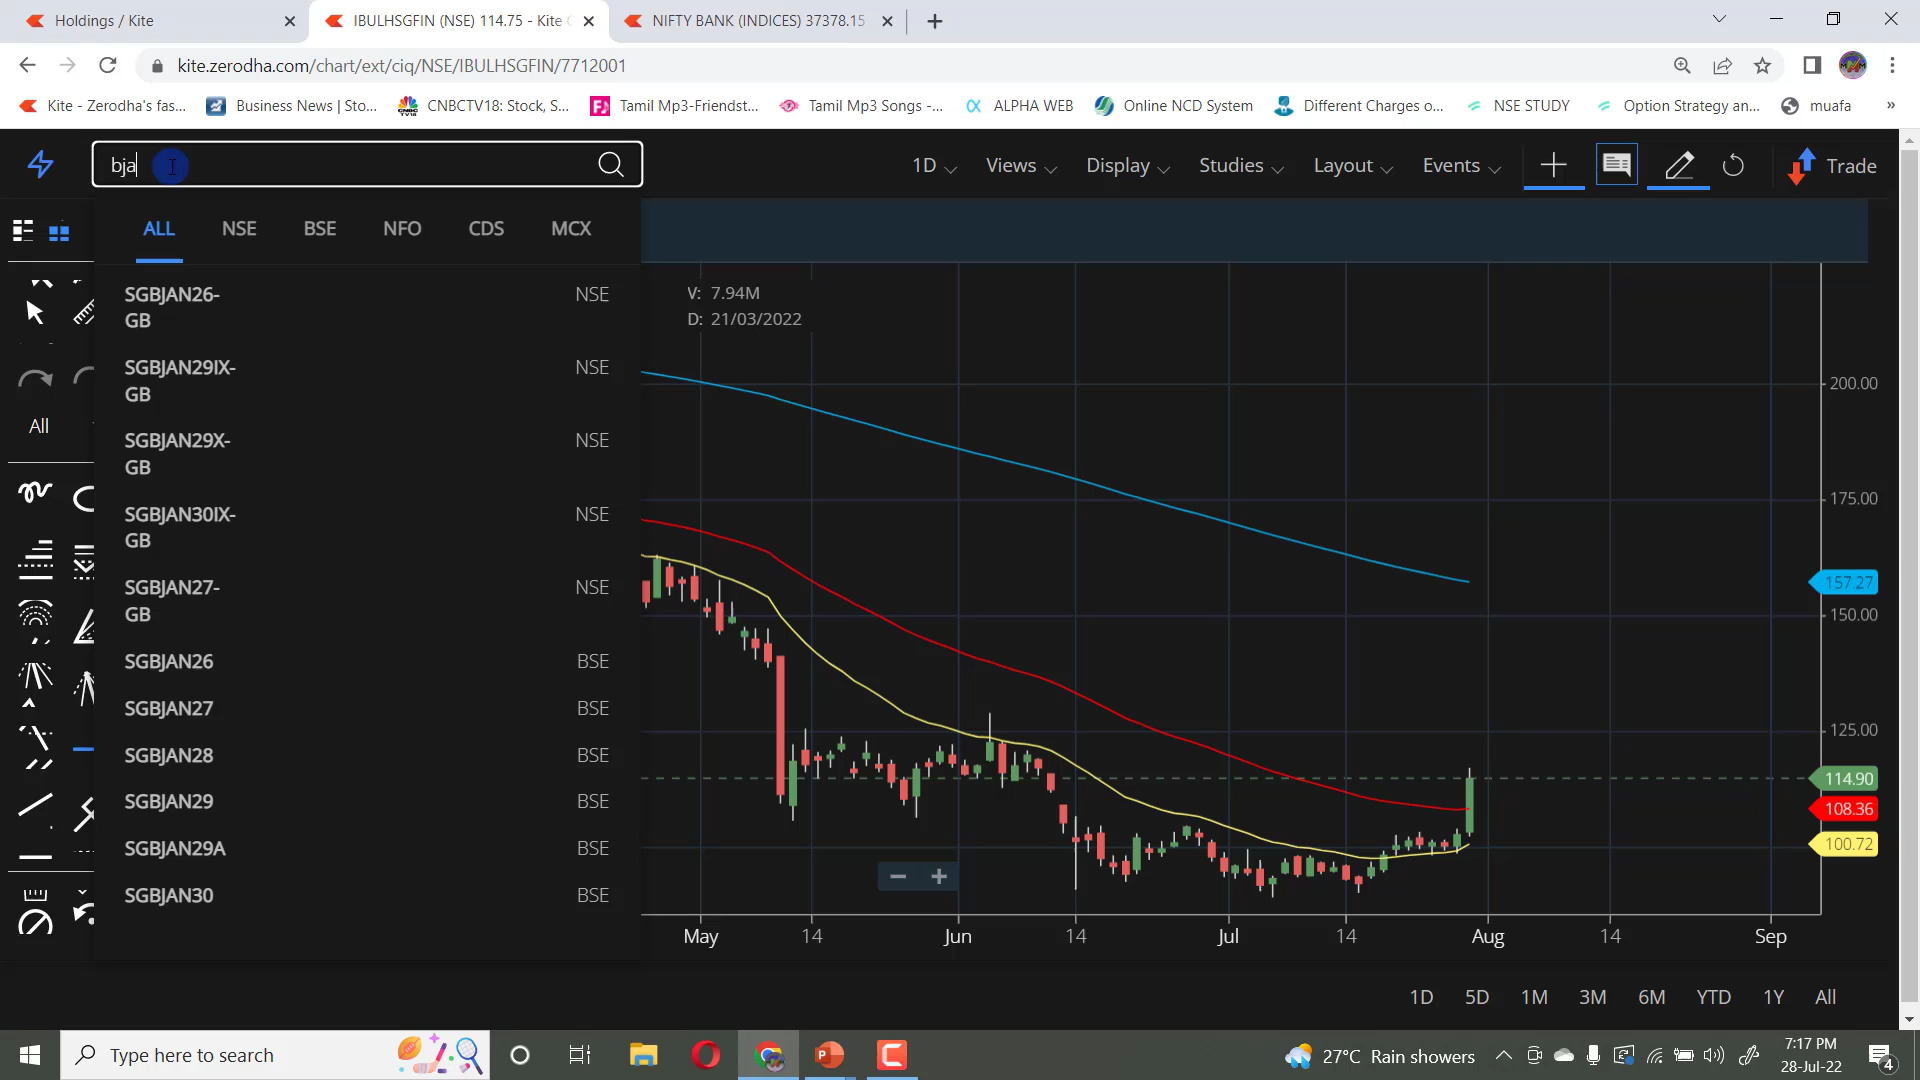 Holdings / Kite
IBULHSGFIN (NSE) 114.75 - Kite
NIFTY BANK (INDICES) 37378.15
kite.zerodha.com/chart/ext/ciq/NSE/IBULHSGFIN/7712001
Kite - Zerodha's fas...
Business News | Sto...
CNBCTV18: Stock, S...
Tamil Mp3-Friendst...
Tamil Mp3 Songs -...
ALPHA WEB
Online NCD System
Different Charges o...
NSE STUDY
Option Strategy an...
muafa
bja
1D
Views
Display
Studies
Layout
Events
Trade
ALL NSE BSE NFO CDS MCX
SGBJAN26-
GB
NSE
SGBJAN29IX-
GB
NSE
SGBJAN29X-
GB
NSE
SGBJAN30IX-
GB
NSE
SGBJAN27-
GB
NSE
SGBJAN26 BSE
SGBJAN27 BSE
SGBJAN28 BSE
SGBJAN29 BSE
SGBJAN29A BSE
SGBJAN30 BSE
All
V: 7.94M
D: 21/03/2022
200.00
175.00
157.27
150.00
125.00
114.90
108.36
100.72
May 14 Jun 14 Jul 14 Aug 14 Sep
1D 5D 1M 3M 6M YTD 1Y All
Type here to search
27°C Rain showers
7:17 PM
28-Jul-22
4